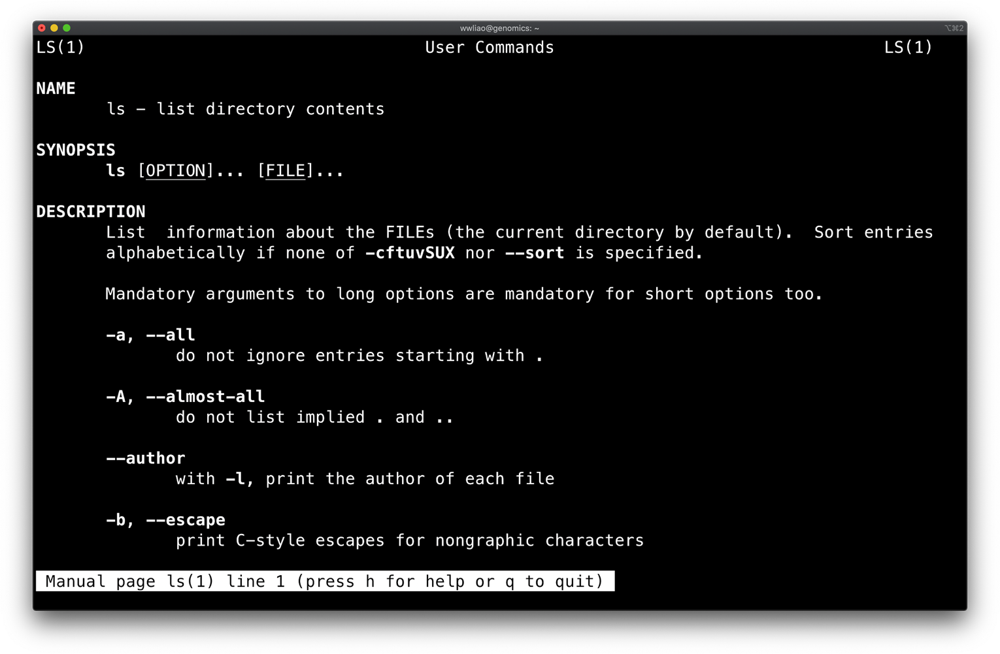 wwliao@genomics: ~ ⌥⌘2
LS(1) User Commands LS(1)
NAME
ls - list directory contents
SYNOPSIS
ls [OPTION]... [FILE]...
DESCRIPTION
List  information about the FILEs (the current directory by default).  Sort entries
alphabetically if none of -cftuvSUX nor --sort is specified.
Mandatory arguments to long options are mandatory for short options too.
-a, --all
do not ignore entries starting with .
-A, --almost-all
do not list implied . and ..
--author
with -l, print the author of each file
-b, --escape
print C-style escapes for nongraphic characters
Manual page ls(1) line 1 (press h for help or q to quit)